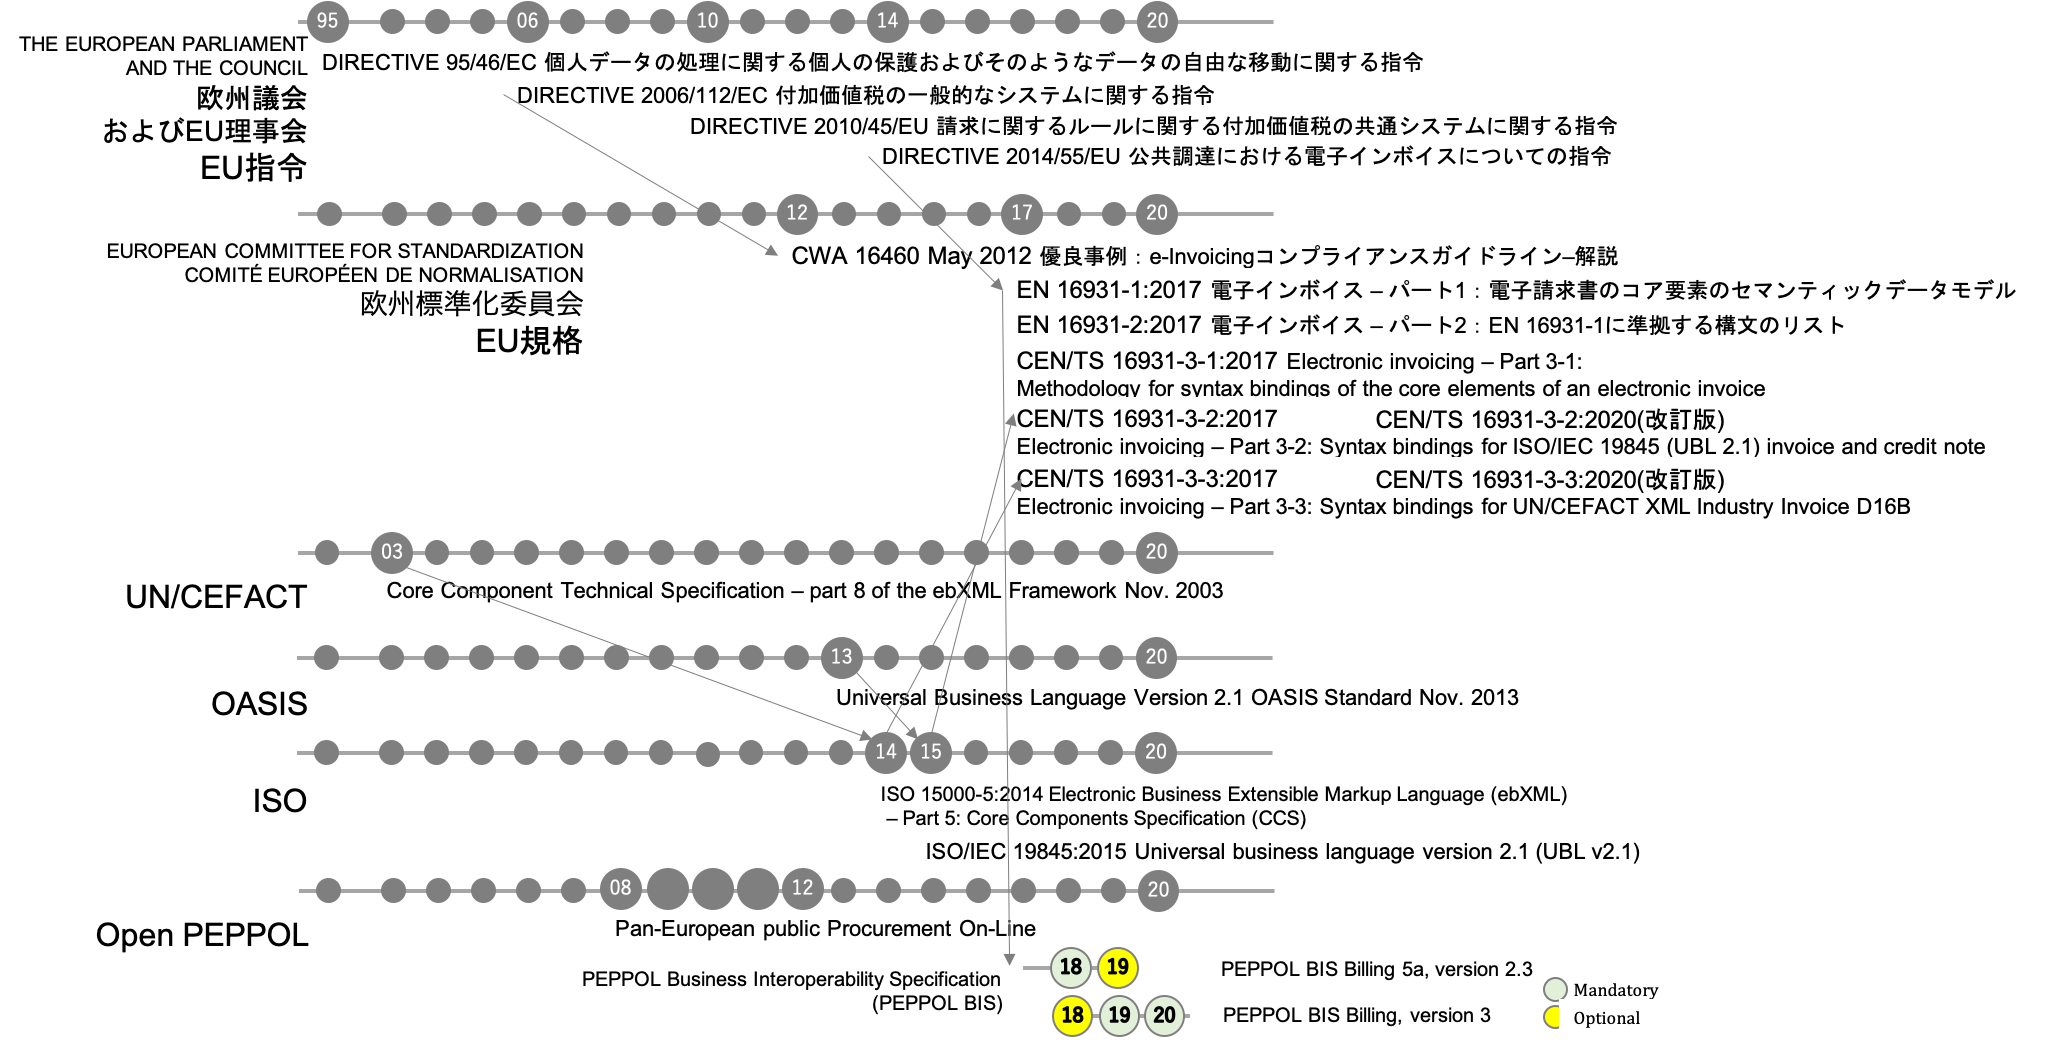 95 06 10 14 20
THE EUROPEAN PARLIAMENT
AND THE COUNCIL
欧州議会
およびEU理事会
EU指令
DIRECTIVE 95/46/EC 個人データの処理に関する個人の保護およびそのようなデータの自由な移動に関する指令
DIRECTIVE 2006/112/EC 付加価値税の一般的なシステムに関する指令
DIRECTIVE 2010/45/EU 請求に関するルールに関する付加価値税の共通システムに関する指令
DIRECTIVE 2014/55/EU 公共調達における電子インボイスについての指令
12 17 20
EUROPEAN COMMITTEE FOR STANDARDIZATION
COMITÉ EUROPÉEN DE NORMALISATION
欧州標準化委員会
EU規格
CWA 16460 May 2012 優良事例：e-Invoicingコンプライアンスガイドライン–解説
EN 16931-1:2017 電子インボイス – パート1：電子請求書のコア要素のセマンティックデータモデル
EN 16931-2:2017 電子インボイス – パート2：EN 16931-1に準拠する構文のリスト
CEN/TS 16931-3-1:2017 Electronic invoicing – Part 3-1:
Methodology for syntax bindings of the core elements of an electronic invoice
CEN/TS 16931-3-2:2017 CEN/TS 16931-3-2:2020(改訂版)
Electronic invoicing – Part 3-2: Syntax bindings for ISO/IEC 19845 (UBL 2.1) invoice and credit note
CEN/TS 16931-3-3:2017 CEN/TS 16931-3-3:2020(改訂版)
Electronic invoicing – Part 3-3: Syntax bindings for UN/CEFACT XML Industry Invoice D16B
03 20
UN/CEFACT
Core Component Technical Specification – part 8 of the ebXML Framework Nov. 2003
13 20
OASIS
Universal Business Language Version 2.1 OASIS Standard Nov. 2013
14 15 20
ISO
ISO 15000-5:2014 Electronic Business Extensible Markup Language (ebXML)
– Part 5: Core Components Specification (CCS)
ISO/IEC 19845:2015 Universal business language version 2.1 (UBL v2.1)
08 12 20
Open PEPPOL
Pan-European public Procurement On-Line
PEPPOL Business Interoperability Specification
(PEPPOL BIS)
18 19 PEPPOL BIS Billing 5a, version 2.3
18 19 20 PEPPOL BIS Billing, version 3
Mandatory
Optional